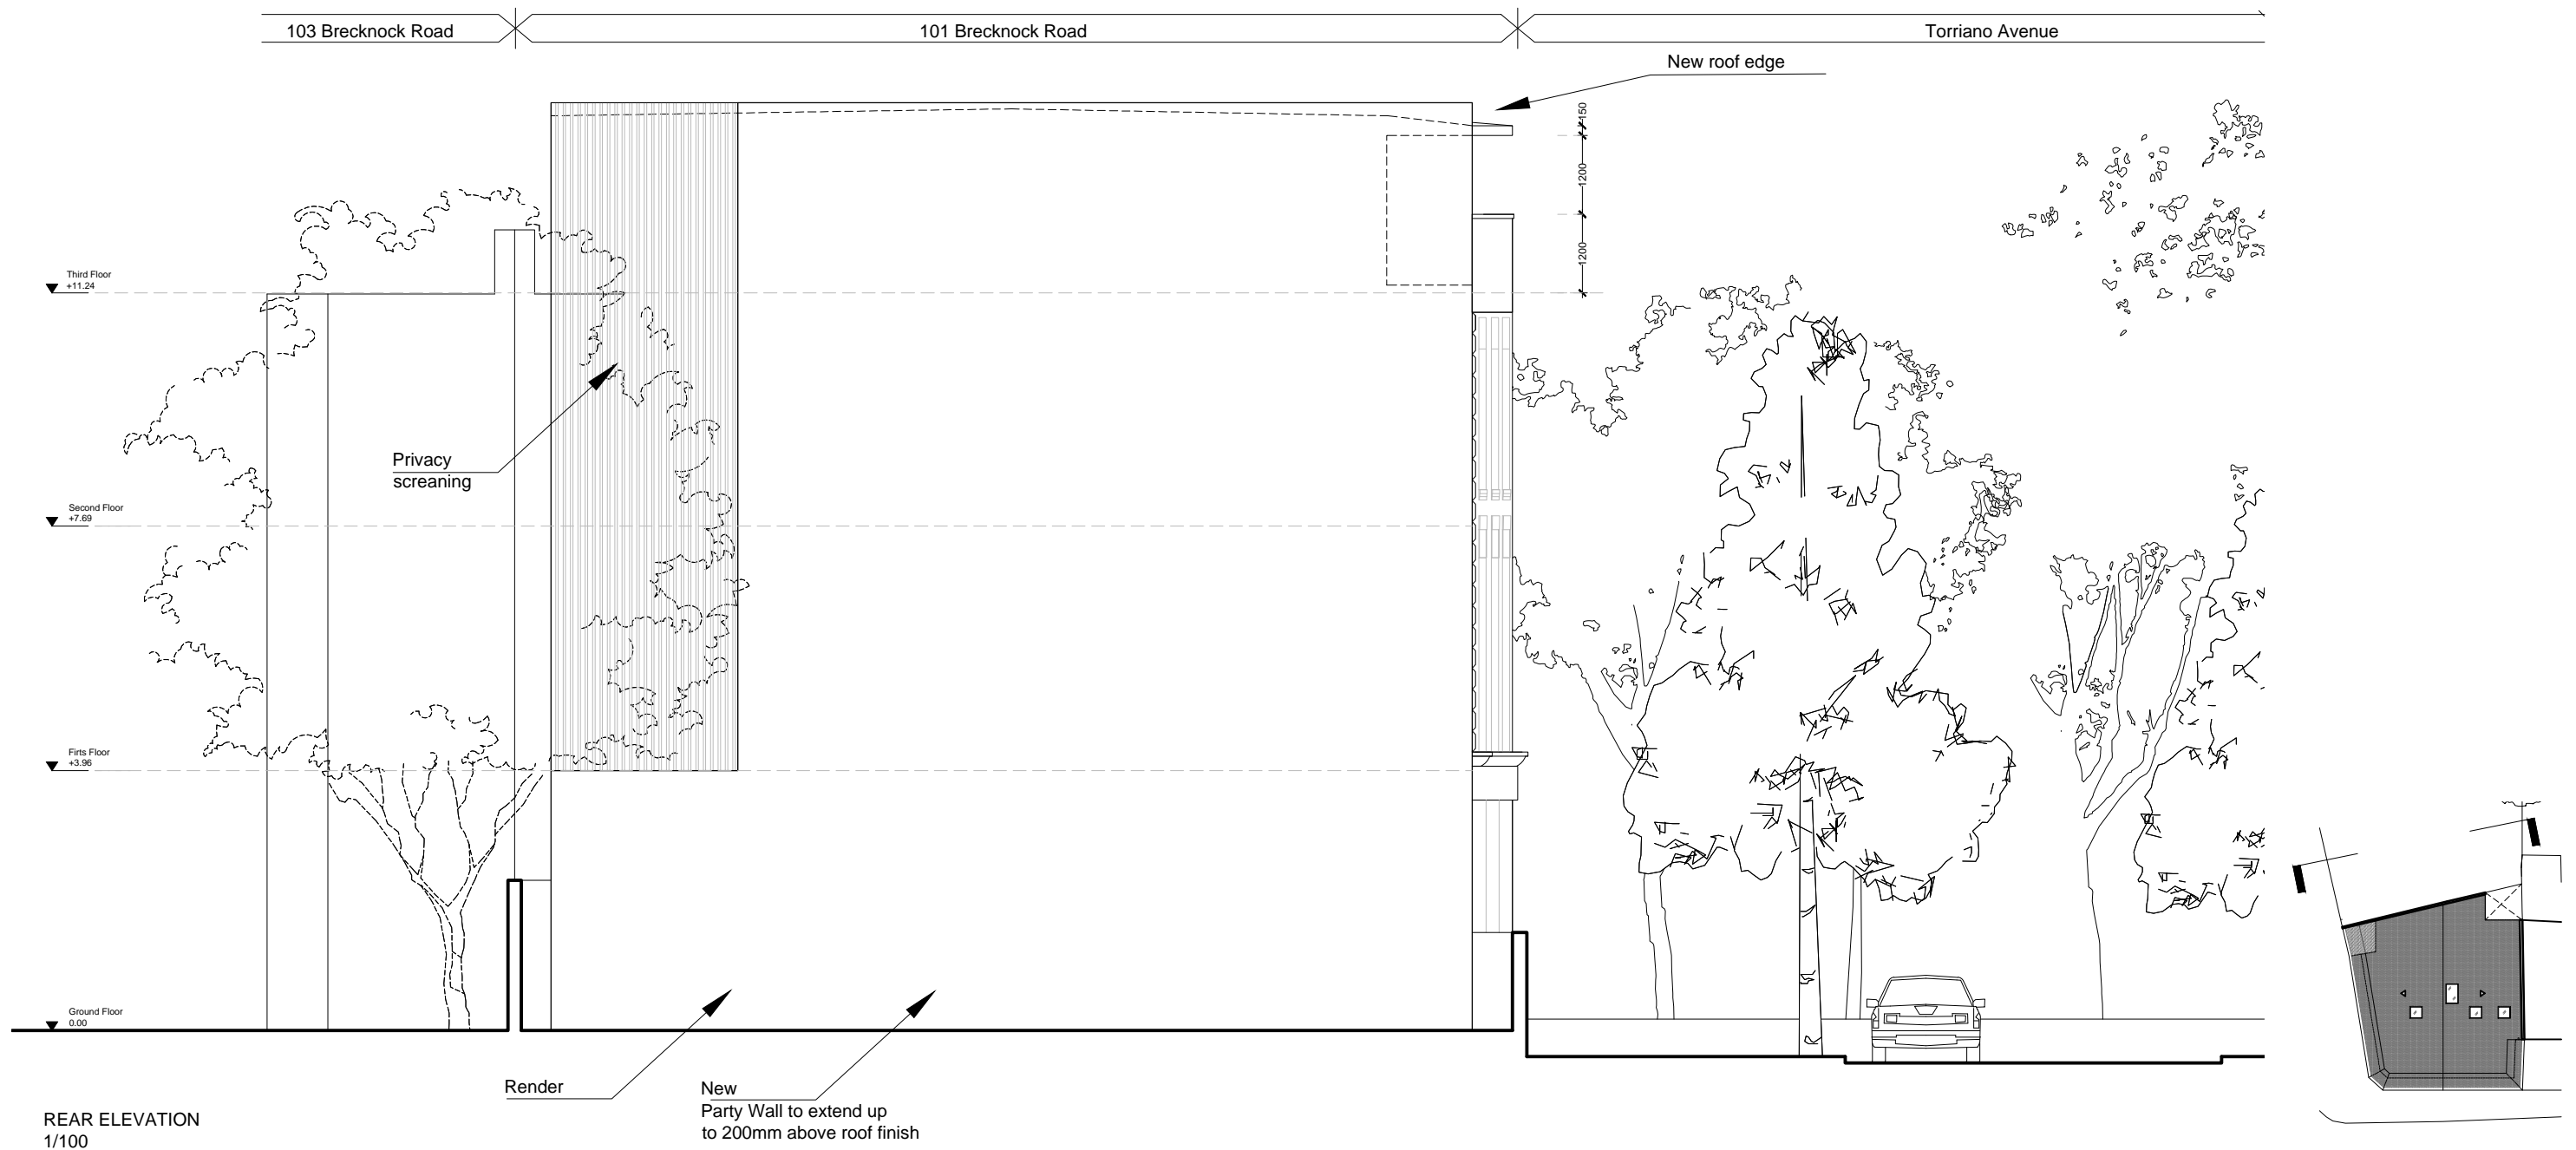 103 Brecknock Road
101 Brecknock Road
Torriano Avenue
New roof edge
150
1200
1200
Third Floor
+11.24
Privacy
screaning
Second Floor
+7.69
Firts Floor
+3.96
Ground Floor
0.00
Render
New
Party Wall to extend up
to 200mm above roof finish
REAR ELEVATION
1/100